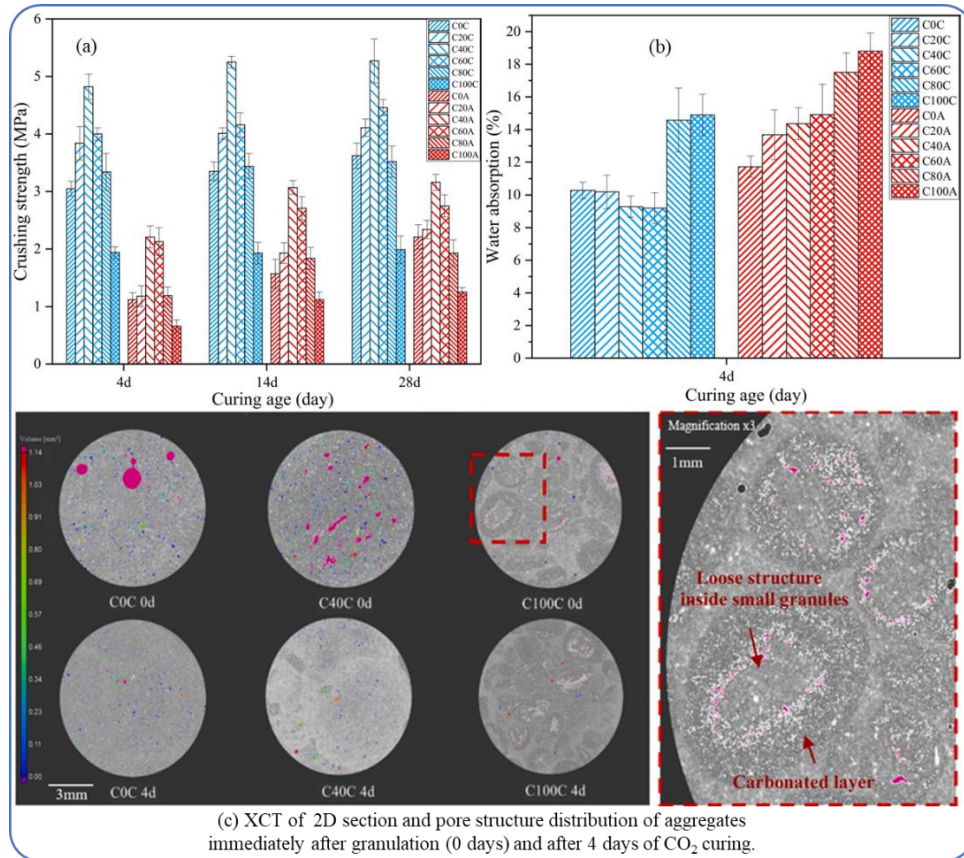 (a)
Crushing strength (MPa)
6
5
4
3
2
1
0
4d
14d
28d
Curing age (day)
C0C
C20C
C40C
C60C
C80C
C100C
C0A
C20A
C40A
C60A
C80A
C100A
(b)
Water absorption (%)
20
18
16
14
12
10
8
6
4
2
0
4d
Curing age (day)
C0C
C20C
C40C
C60C
C80C
C100C
C0A
C20A
C40A
C60A
C80A
C100A
Volume [mm³]
1.14
1.03
0.91
0.80
0.69
0.57
0.46
0.34
0.23
0.11
0.00
C0C 0d
C40C 0d
C100C 0d
C0C 4d
C40C 4d
C100C 4d
3mm
Magnification x3
1mm
Loose structure
inside small granules
Carbonated layer
(c) XCT of 2D section and pore structure distribution of aggregates
immediately after granulation (0 days) and after 4 days of CO₂ curing.